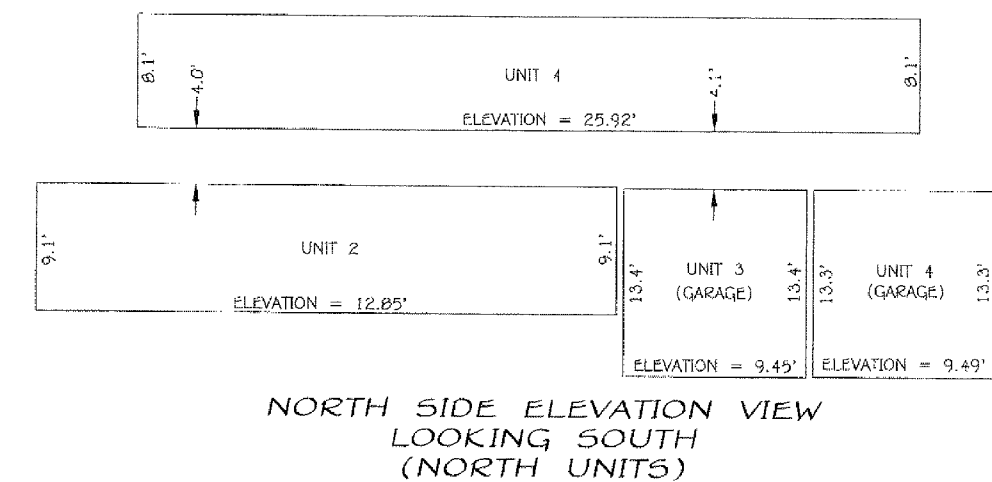 8.1'
4.0'
UNIT 4
4.1'
8.1'
ELEVATION = 25.92'
9.1'
UNIT 2
9.1'
ELEVATION = 12.85'
13.4'
UNIT 3
(GARAGE)
13.4'
ELEVATION = 9.45'
13.3'
UNIT 4
(GARAGE)
13.3'
ELEVATION = 9.49'
NORTH SIDE ELEVATION VIEW
LOOKING SOUTH
(NORTH UNITS)